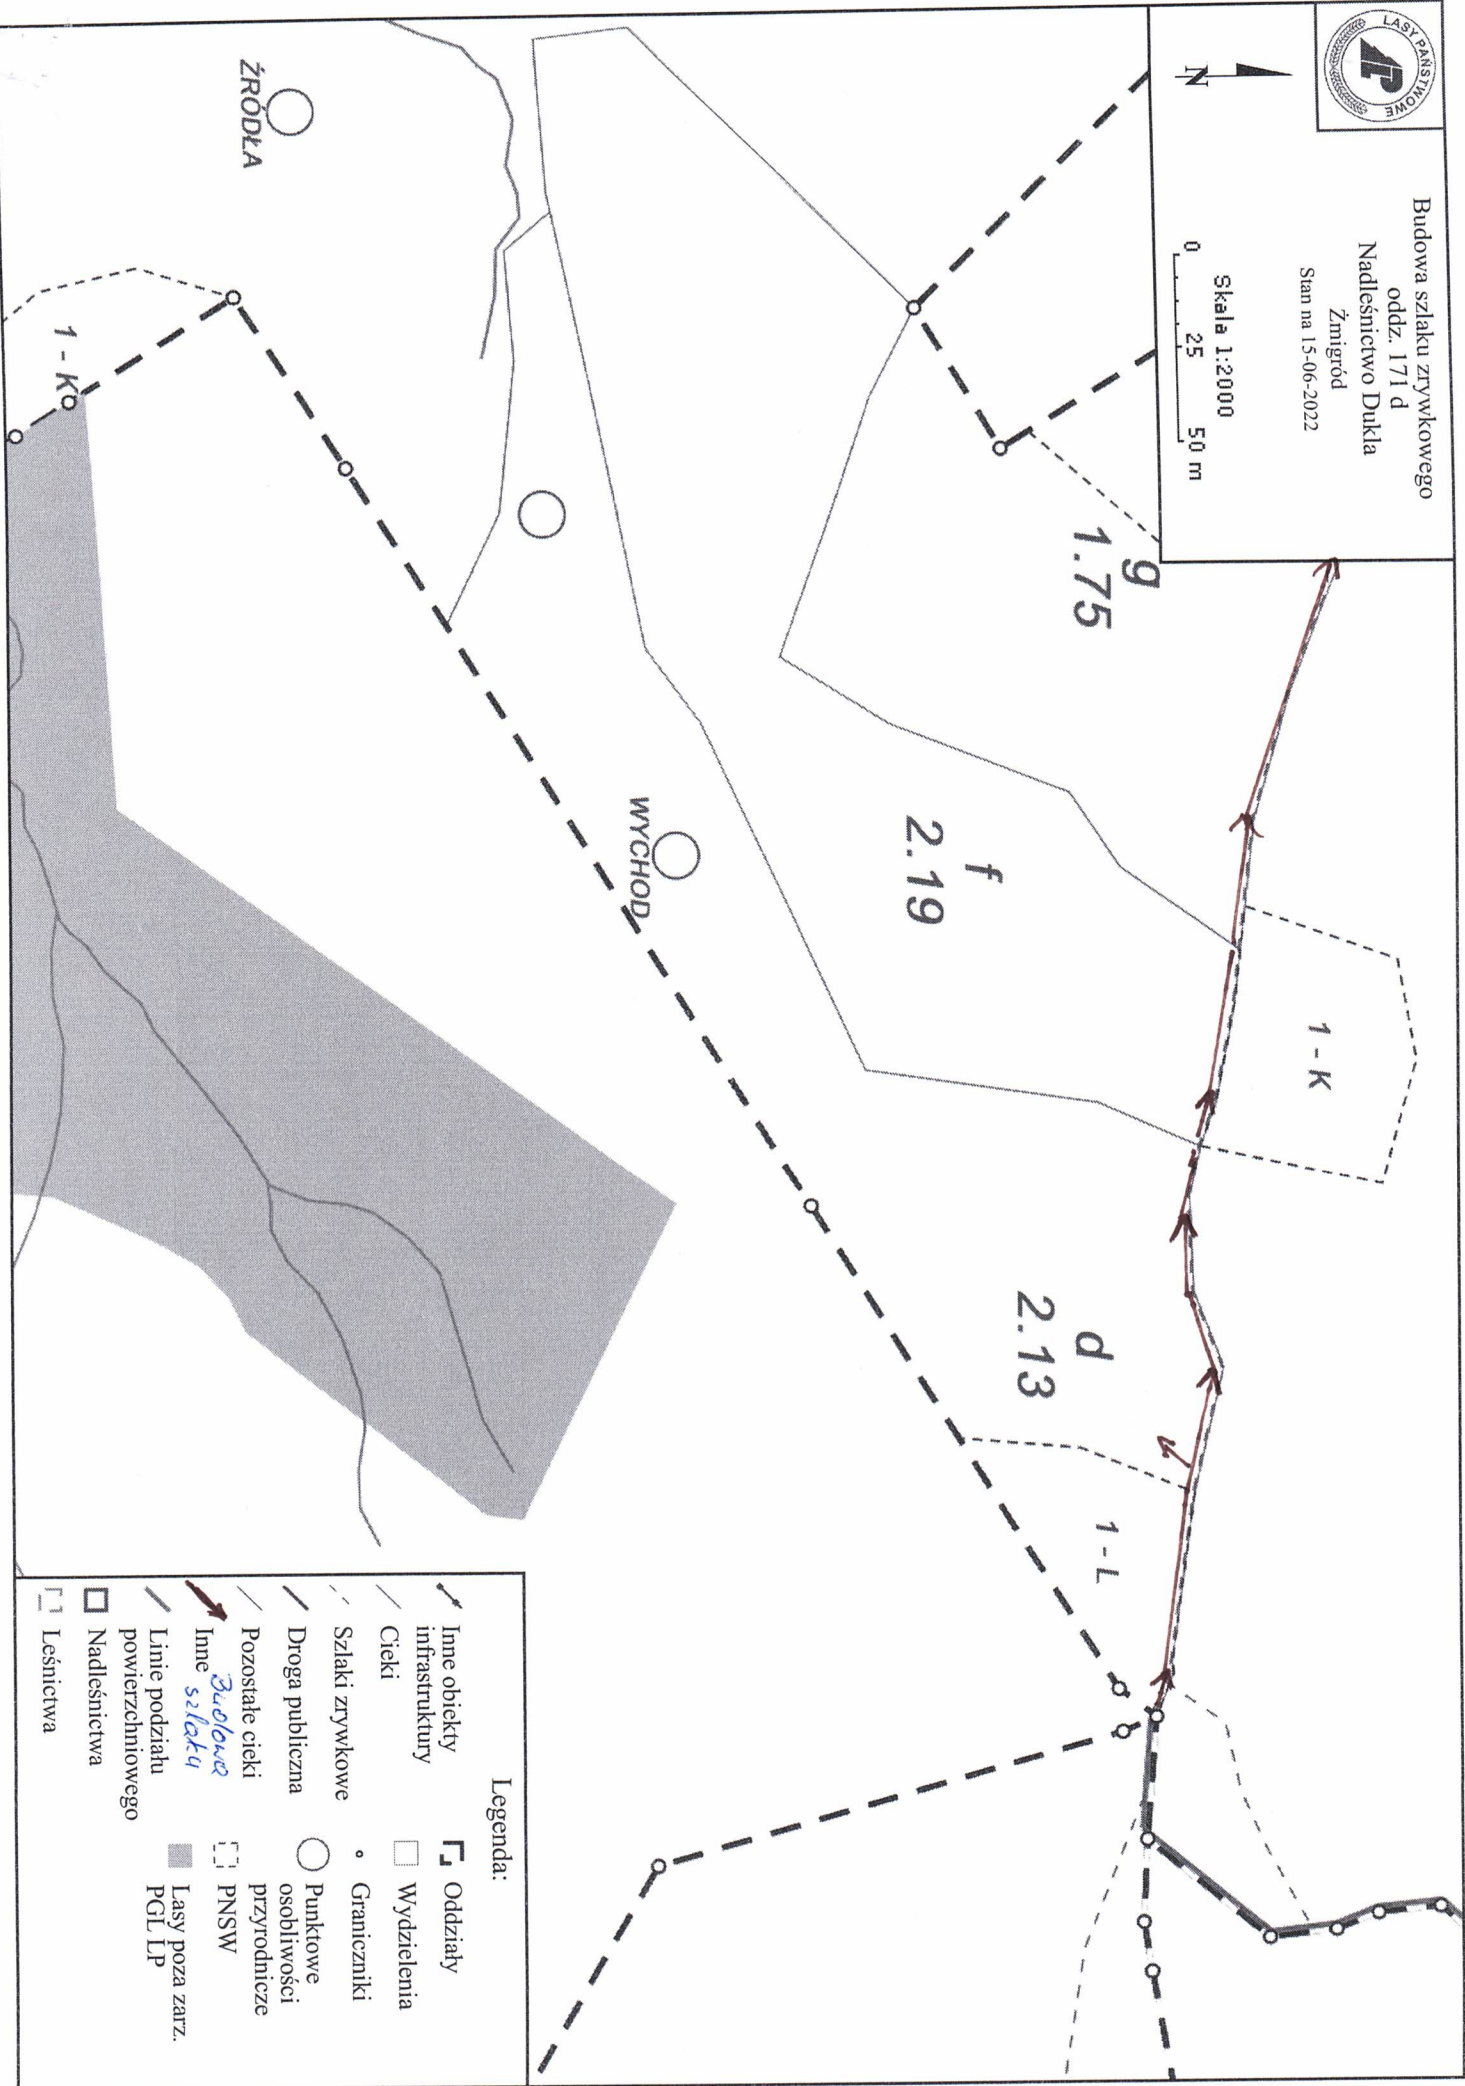 LASY PAŃSTWOWE
Budowa szlaku zrywkowego
oddz. 171 d
Nadleśnictwo Dukla
Żmigród
Stan na 15-06-2022
N
Skala 1:2000
0 25 50 m
g
1.75
1 - K
f
2.19
d
2.13
1 - L
WYCHOD
ŹRÓDŁA
1 - K
Legenda:
Inne obiekty
infrastruktury
Cieki
Szlaki zrywkowe
Droga publiczna
Pozostałe cieki
Inne Budowa
szlaku
Linie podziału
powierzchniowego
Nadleśnictwa
Leśnictwa
Oddziały
Wydzielenia
Graniczniki
Punktowe
osobliwości
przyrodnicze
PNSW
Lasy poza zarz.
PGL LP